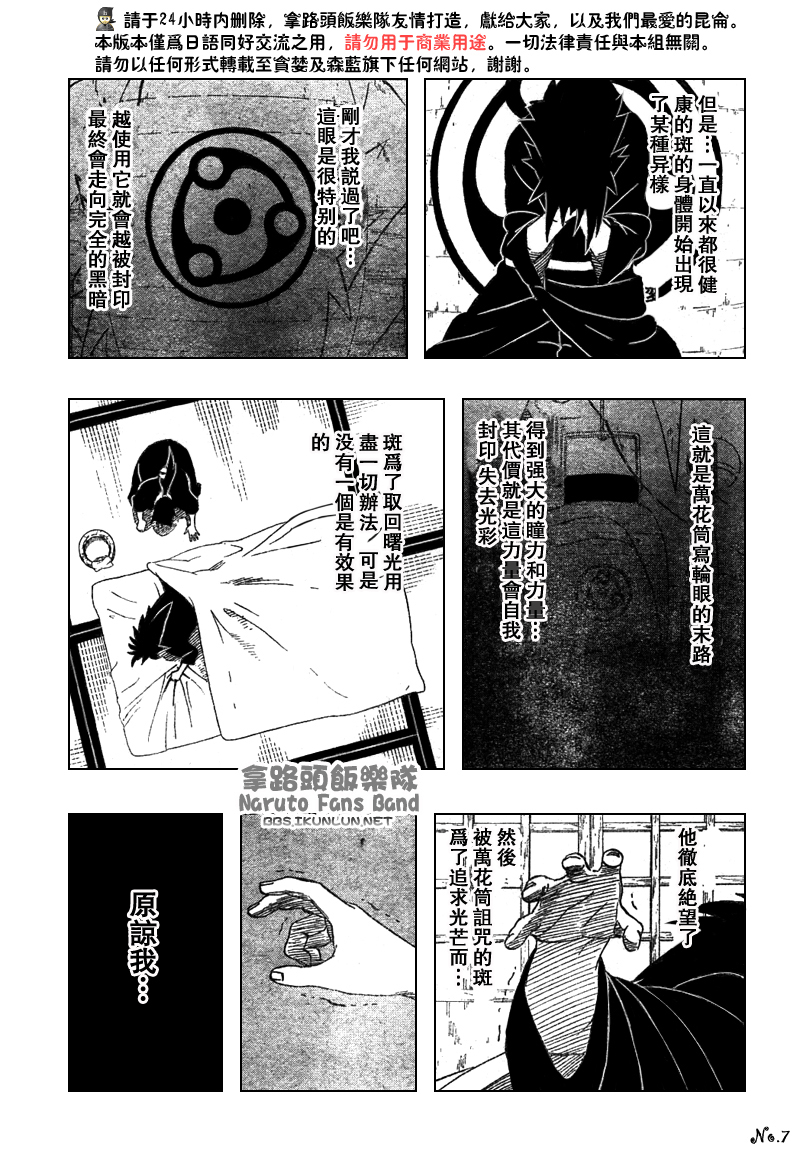 請于24小時内删除，拿路頭飯樂隊友情打造，獻給大家，以及我們最愛的昆侖。
本版本僅爲日語同好交流之用，請勿用于商業用途。一切法律責任與本組無關。
請勿以任何形式轉載至貪婪及森藍旗下任何網站，謝謝。
但是…一直以來都很健
康的斑的身體開始出現
了某種异樣
剛才我説過了吧…
這眼是很特别的
越使用它就會越被封印
最終會走向完全的黑暗
這就是萬花筒寫輪眼的末路
得到强大的瞳力和力量…
其代價就是這力量會自我
封印 失去光彩
斑爲了取回曙光用
盡一切辦法 可是
没有一個是有效果
的
他徹底絶望了
然後
被萬花筒詛咒的斑
爲了追求光芒而…
原諒我…
拿路頭飯樂隊
Naruto Fans Band
BBS.IKUNLUN.NET
No.7